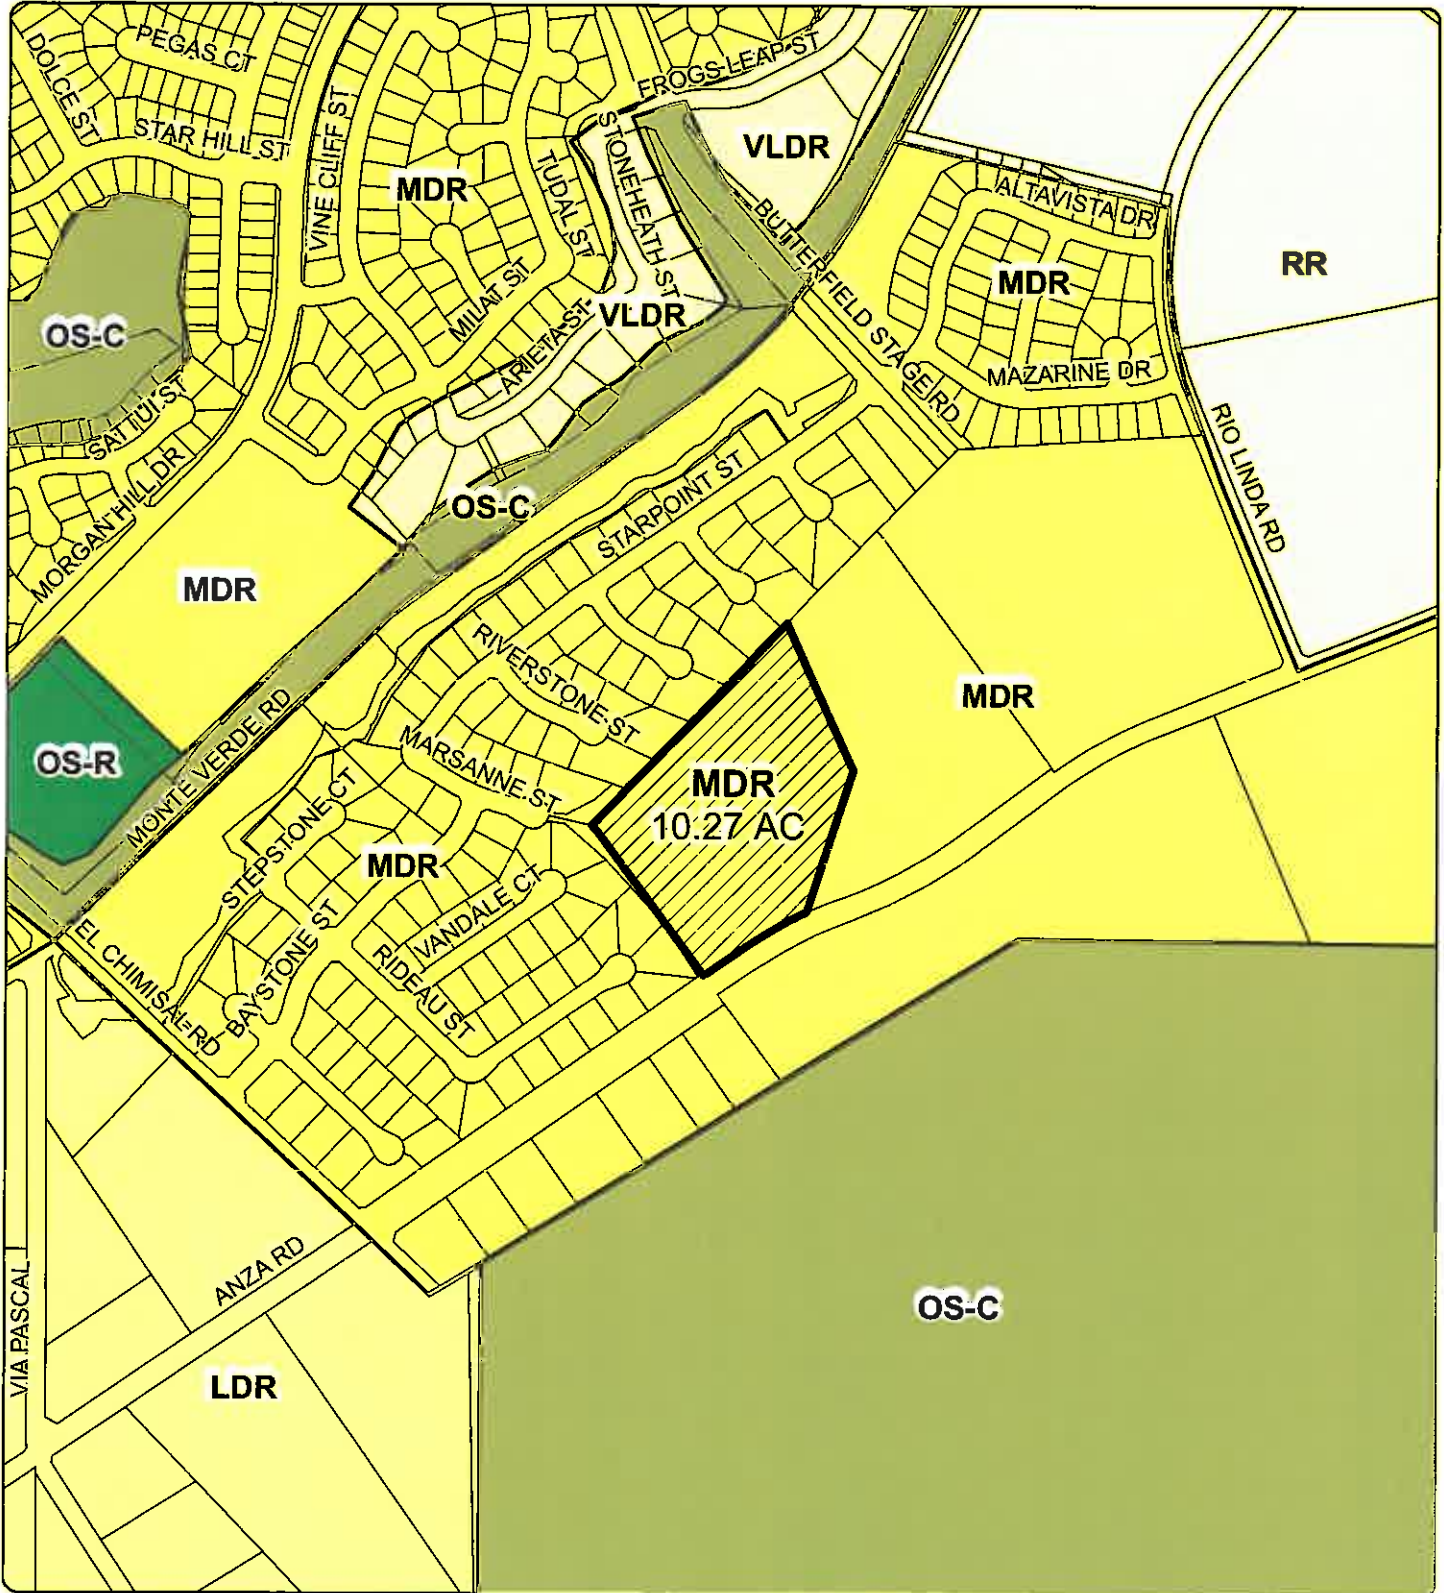 PEGAS CT
DOLCE ST
STAR HILL ST
VINE CLIFF ST
MDR
TUDAL ST
STONEHEATH ST
FROGS LEAP ST
VLDR
BUTTERFIELD STAGE RD
ALTAVISTA DR
MDR
RR
OS-C
MILAT ST
ARIETA ST
VLDR
MAZARINE DR
SATTUI ST
MORGAN HILL DR
OS-C
STARPOINT ST
RIO LINDA RD
MDR
RIVERSTONE ST
MDR
OS-R
MONTE VERDE RD
MARSANNE ST
MDR
10.27 AC
STEPSTONE CT
MDR
VANDALE CT
BAYSTONE ST
RIDEAU ST
EL CHIMISAL RD
ANZA RD
VIA PASCAL
LDR
OS-C